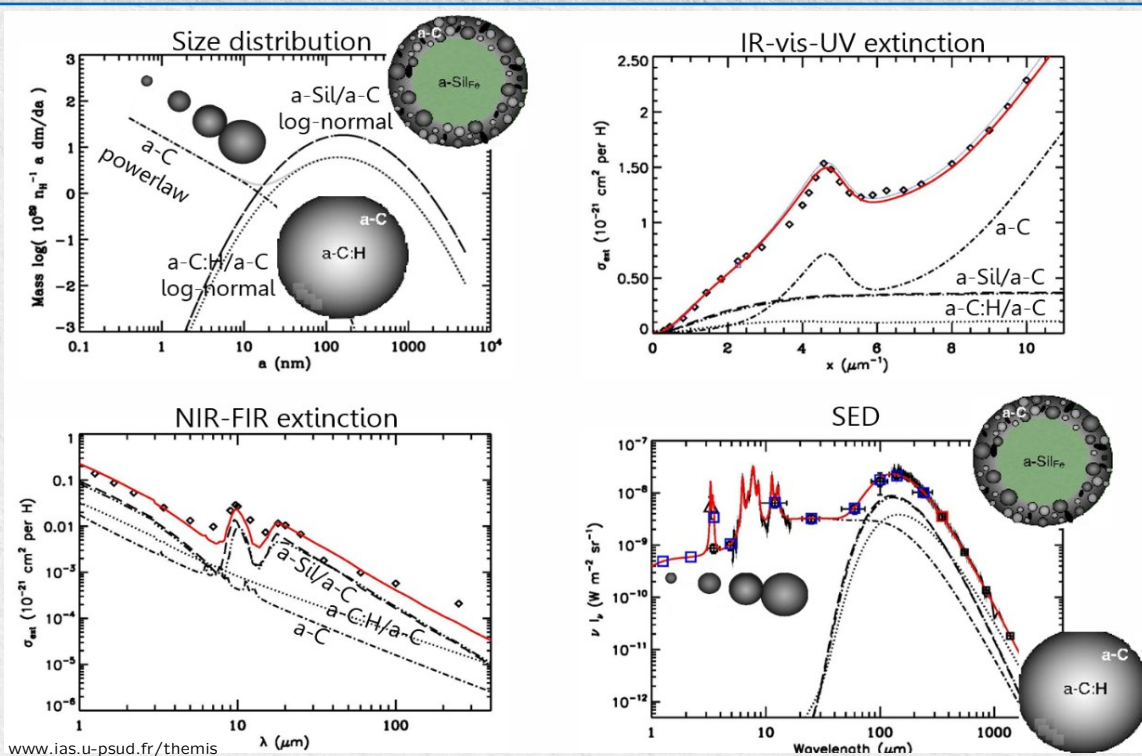 Size distribution
a-C
a-Sil_Fe
a-Sil/a-C
log-normal
a-C
powerlaw
a-C
a-C:H
a-C:H/a-C
log-normal
Mass log( 10^29 n_H^-1 a dm/da )
3
2
1
0
-1
-2
-3
0.1 1 10 100 1000 10^4
a (nm)
IR-vis-UV extinction
σ_ext (10^-21 cm^2 per H)
2.50
2.00
1.50
1.00
0.50
0
a-C
a-Sil/a-C
a-C:H/a-C
0 2 4 6 8 10
x (μm^-1)
NIR-FIR extinction
σ_ext (10^-21 cm^2 per H)
1
0.1
0.01
10^-3
10^-4
10^-5
10^-6
a-Sil/a-C
a-C:H/a-C
a-C
1 10 100
λ (μm)
SED
a-C
a-Sil_Fe
ν I_ν (W m^-2 sr^-1)
10^-7
10^-8
10^-9
10^-10
10^-11
10^-12
a-C
a-C:H
1 10 100 1000
Wavelength (μm)
www.ias.u-psud.fr/themis